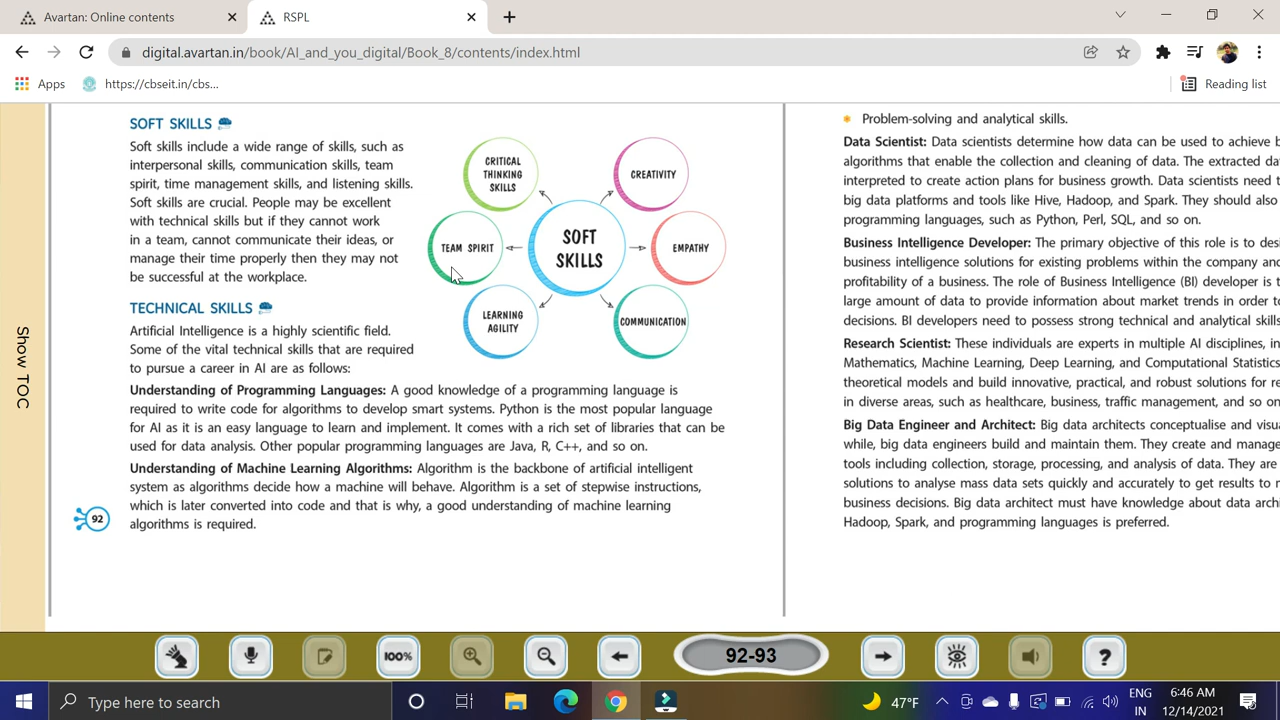 Avartan: Online contents
RSPL
digital.avartan.in/book/AI_and_you_digital/Book_8/contents/index.html
Apps
https://cbseit.in/cbs...
Reading list
Show TOC
SOFT SKILLS
Soft skills include a wide range of skills, such as
interpersonal skills, communication skills, team
spirit, time management skills, and listening skills.
Soft skills are crucial. People may be excellent
with technical skills but if they cannot work
in a team, cannot communicate their ideas, or
manage their time properly then they may not
be successful at the workplace.
CRITICAL
THINKING
SKILLS
CREATIVITY
TEAM SPIRIT
SOFT
SKILLS
EMPATHY
LEARNING
AGILITY
COMMUNICATION
TECHNICAL SKILLS
Artificial Intelligence is a highly scientific field.
Some of the vital technical skills that are required
to pursue a career in AI are as follows:
Understanding of Programming Languages: A good knowledge of a programming language is
required to write code for algorithms to develop smart systems. Python is the most popular language
for AI as it is an easy language to learn and implement. It comes with a rich set of libraries that can be
used for data analysis. Other popular programming languages are Java, R, C++, and so on.
Understanding of Machine Learning Algorithms: Algorithm is the backbone of artificial intelligent
system as algorithms decide how a machine will behave. Algorithm is a set of stepwise instructions,
which is later converted into code and that is why, a good understanding of machine learning
algorithms is required.
92
Problem-solving and analytical skills.
Data Scientist: Data scientists determine how data can be used to achieve b
algorithms that enable the collection and cleaning of data. The extracted da
interpreted to create action plans for business growth. Data scientists need t
big data platforms and tools like Hive, Hadoop, and Spark. They should also
programming languages, such as Python, Perl, SQL, and so on.
Business Intelligence Developer: The primary objective of this role is to desi
business intelligence solutions for existing problems within the company and
profitability of a business. The role of Business Intelligence (BI) developer is t
large amount of data to provide information about market trends in order to
decisions. BI developers need to possess strong technical and analytical skills
Research Scientist: These individuals are experts in multiple AI disciplines, in
Mathematics, Machine Learning, Deep Learning, and Computational Statistics
theoretical models and build innovative, practical, and robust solutions for re
in diverse areas, such as healthcare, business, traffic management, and so on
Big Data Engineer and Architect: Big data architects conceptualise and visua
while, big data engineers build and maintain them. They create and manage
tools including collection, storage, processing, and analysis of data. They are
solutions to analyse mass data sets quickly and accurately to get results to m
business decisions. Big data architect must have knowledge about data archi
Hadoop, Spark, and programming languages is preferred.
100%
92-93
?
Type here to search
47°F
ENG
IN
6:46 AM
12/14/2021